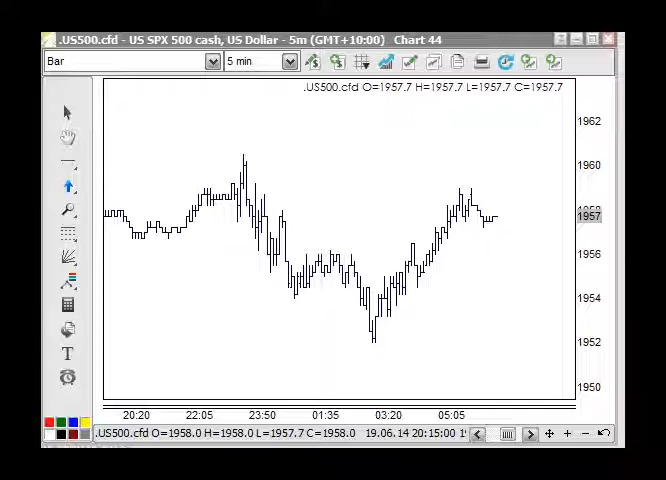 .US500.cfd - US SPX 500 cash, US Dollar - 5m (GMT+10:00) Chart 44
Bar 5 min
.US500.cfd O=1957.7 H=1957.7 L=1957.7 C=1957.7
1962
1960
1957
1956
1954
1952
1950
T
20:20 22:05 23:50 01:35 03:20 05:05
.US500.cfd O=1958.0 H=1958.0 L=1957.7 C=1958.0 19.06.14 20:15:00